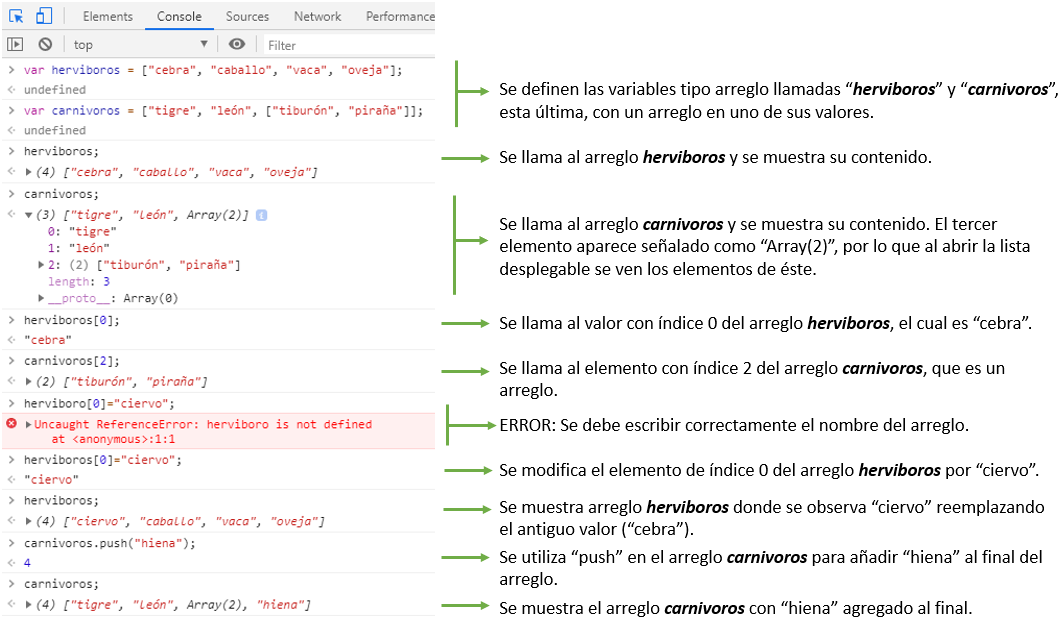 Elements Console Sources Network Performance
top Filter
var herviboros = ["cebra", "caballo", "vaca", "oveja"];
undefined
var carnivoros = ["tigre", "león", ["tiburón", "piraña"]];
undefined
Se definen las variables tipo arreglo llamadas “herviboros” y “carnivoros”,
esta última, con un arreglo en uno de sus valores.
herviboros;
(4) ["cebra", "caballo", "vaca", "oveja"]
Se llama al arreglo herviboros y se muestra su contenido.
carnivoros;
(3) ["tigre", "león", Array(2)]
0: "tigre"
1: "león"
2: (2) ["tiburón", "piraña"]
length: 3
__proto__: Array(0)
Se llama al arreglo carnivoros y se muestra su contenido. El tercer
elemento aparece señalado como “Array(2)”, por lo que al abrir la lista
desplegable se ven los elementos de éste.
herviboros[0];
"cebra"
Se llama al valor con índice 0 del arreglo herviboros, el cual es “cebra”.
carnivoros[2];
(2) ["tiburón", "piraña"]
Se llama al elemento con índice 2 del arreglo carnivoros, que es un
arreglo.
herviboro[0]="ciervo";
Uncaught ReferenceError: herviboro is not defined
at <anonymous>:1:1
ERROR: Se debe escribir correctamente el nombre del arreglo.
herviboros[0]="ciervo";
"ciervo"
Se modifica el elemento de índice 0 del arreglo herviboros por “ciervo”.
herviboros;
(4) ["ciervo", "caballo", "vaca", "oveja"]
Se muestra arreglo herviboros donde se observa “ciervo” reemplazando
el antiguo valor (“cebra”).
carnivoros.push("hiena");
4
Se utiliza “push” en el arreglo carnivoros para añadir “hiena” al final del
arreglo.
carnivoros;
(4) ["tigre", "león", Array(2), "hiena"]
Se muestra el arreglo carnivoros con “hiena” agregado al final.